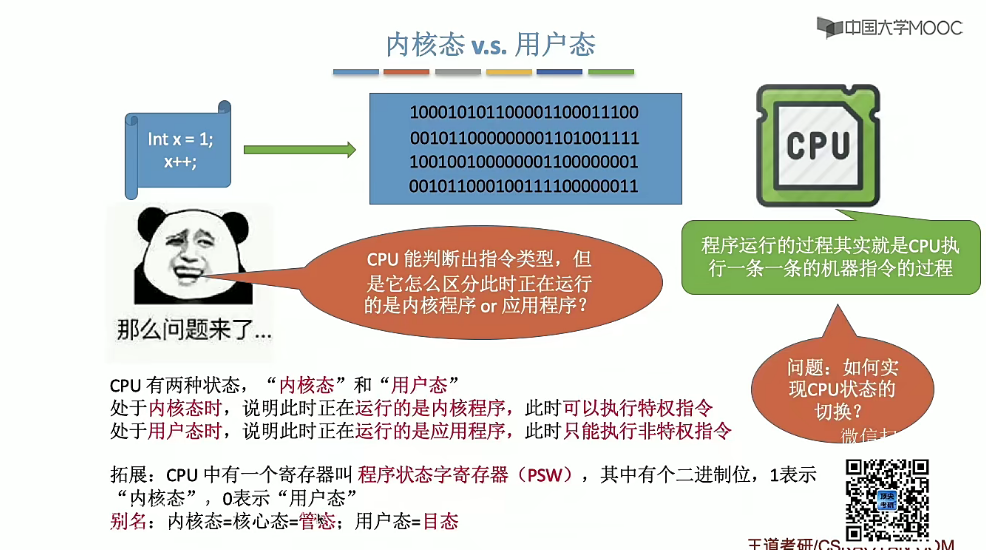 中国大学MOOC
内核态 v.s. 用户态
Int x = 1;
x++;
1000101011000011000111​00
0010110000000011010011​11
1001001000000011000000​01
0010110001001111000000​11
CPU
程序运行的过程其实就是CPU执
行一条一条的机器指令的过程
CPU 能判断出指令类型，但
是它怎么区分此时正在运行
的是内核程序 or 应用程序？
那么问题来了...
问题：如何实
现CPU状态的
切换？
微信扫
CPU 有两种状态，“内核态”和“用户态”
处于内核态时，说明此时正在运行的是内核程序，此时可以执行特权指令
处于用户态时，说明此时正在运行的是应用程序，此时只能执行非特权指令
拓展：CPU 中有一个寄存器叫 程序状态字寄存器（PSW），其中有个二进制位，1表示
“内核态”，0表示“用户态”
别名：内核态=核心态=管态；用户态=目态
王道考研/CS